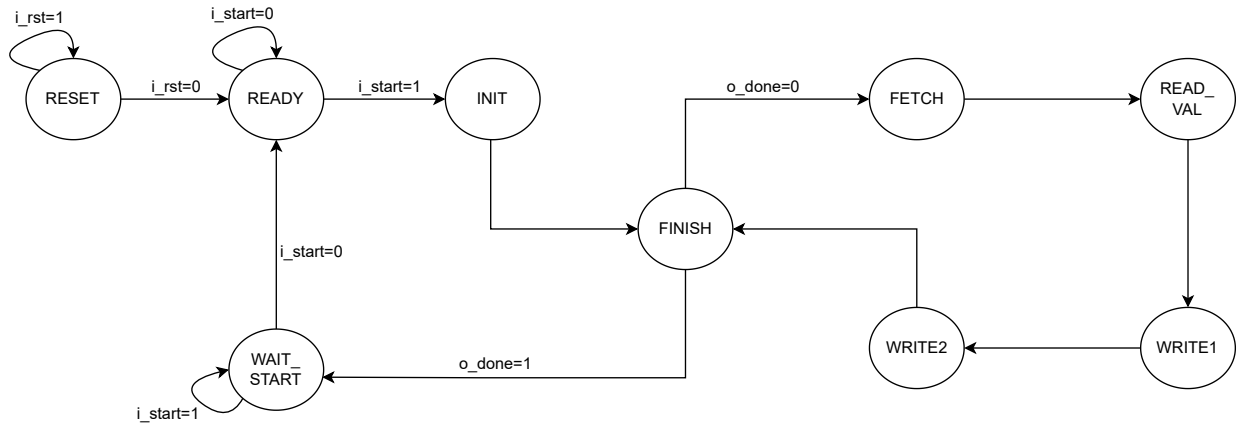 i_rst=1
i_start=0
RESET
i_rst=0
READY
i_start=1
INIT
o_done=0
FETCH
READ_
VAL
FINISH
i_start=0
WAIT_
START
i_start=1
o_done=1
WRITE2
WRITE1